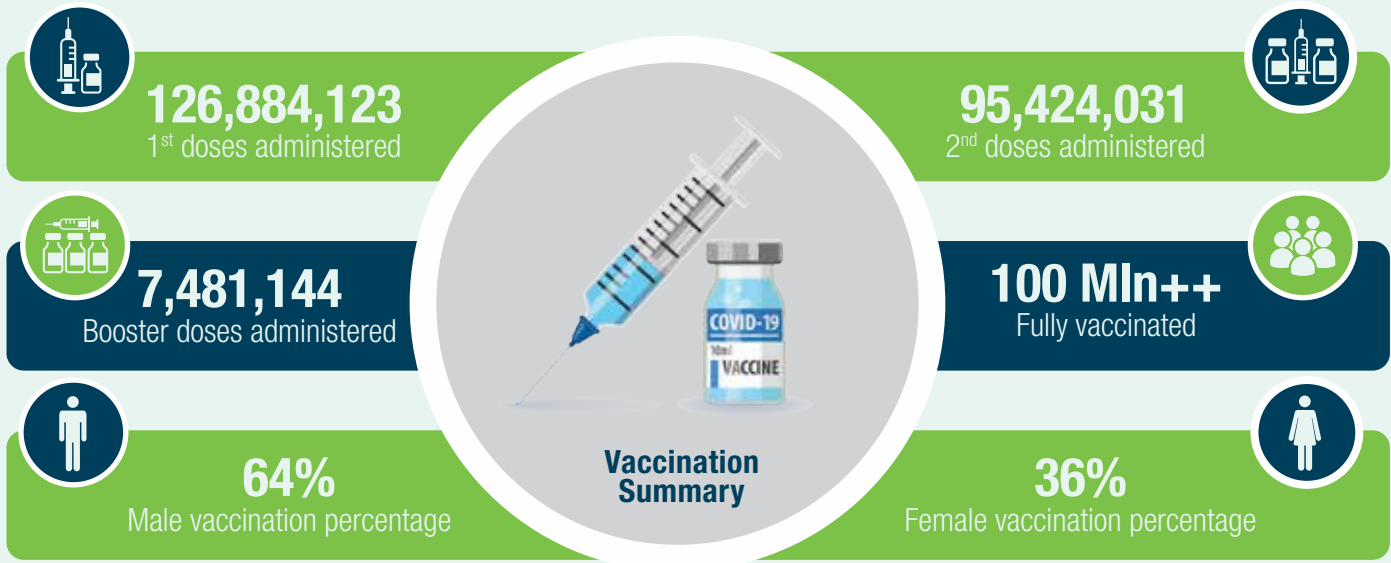 126,884,123
1st doses administered
95,424,031
2nd doses administered
7,481,144
Booster doses administered
100 Mln++
Fully vaccinated
COVID-19
10ml
VACCINE
Vaccination
Summary
64%
Male vaccination percentage
36%
Female vaccination percentage